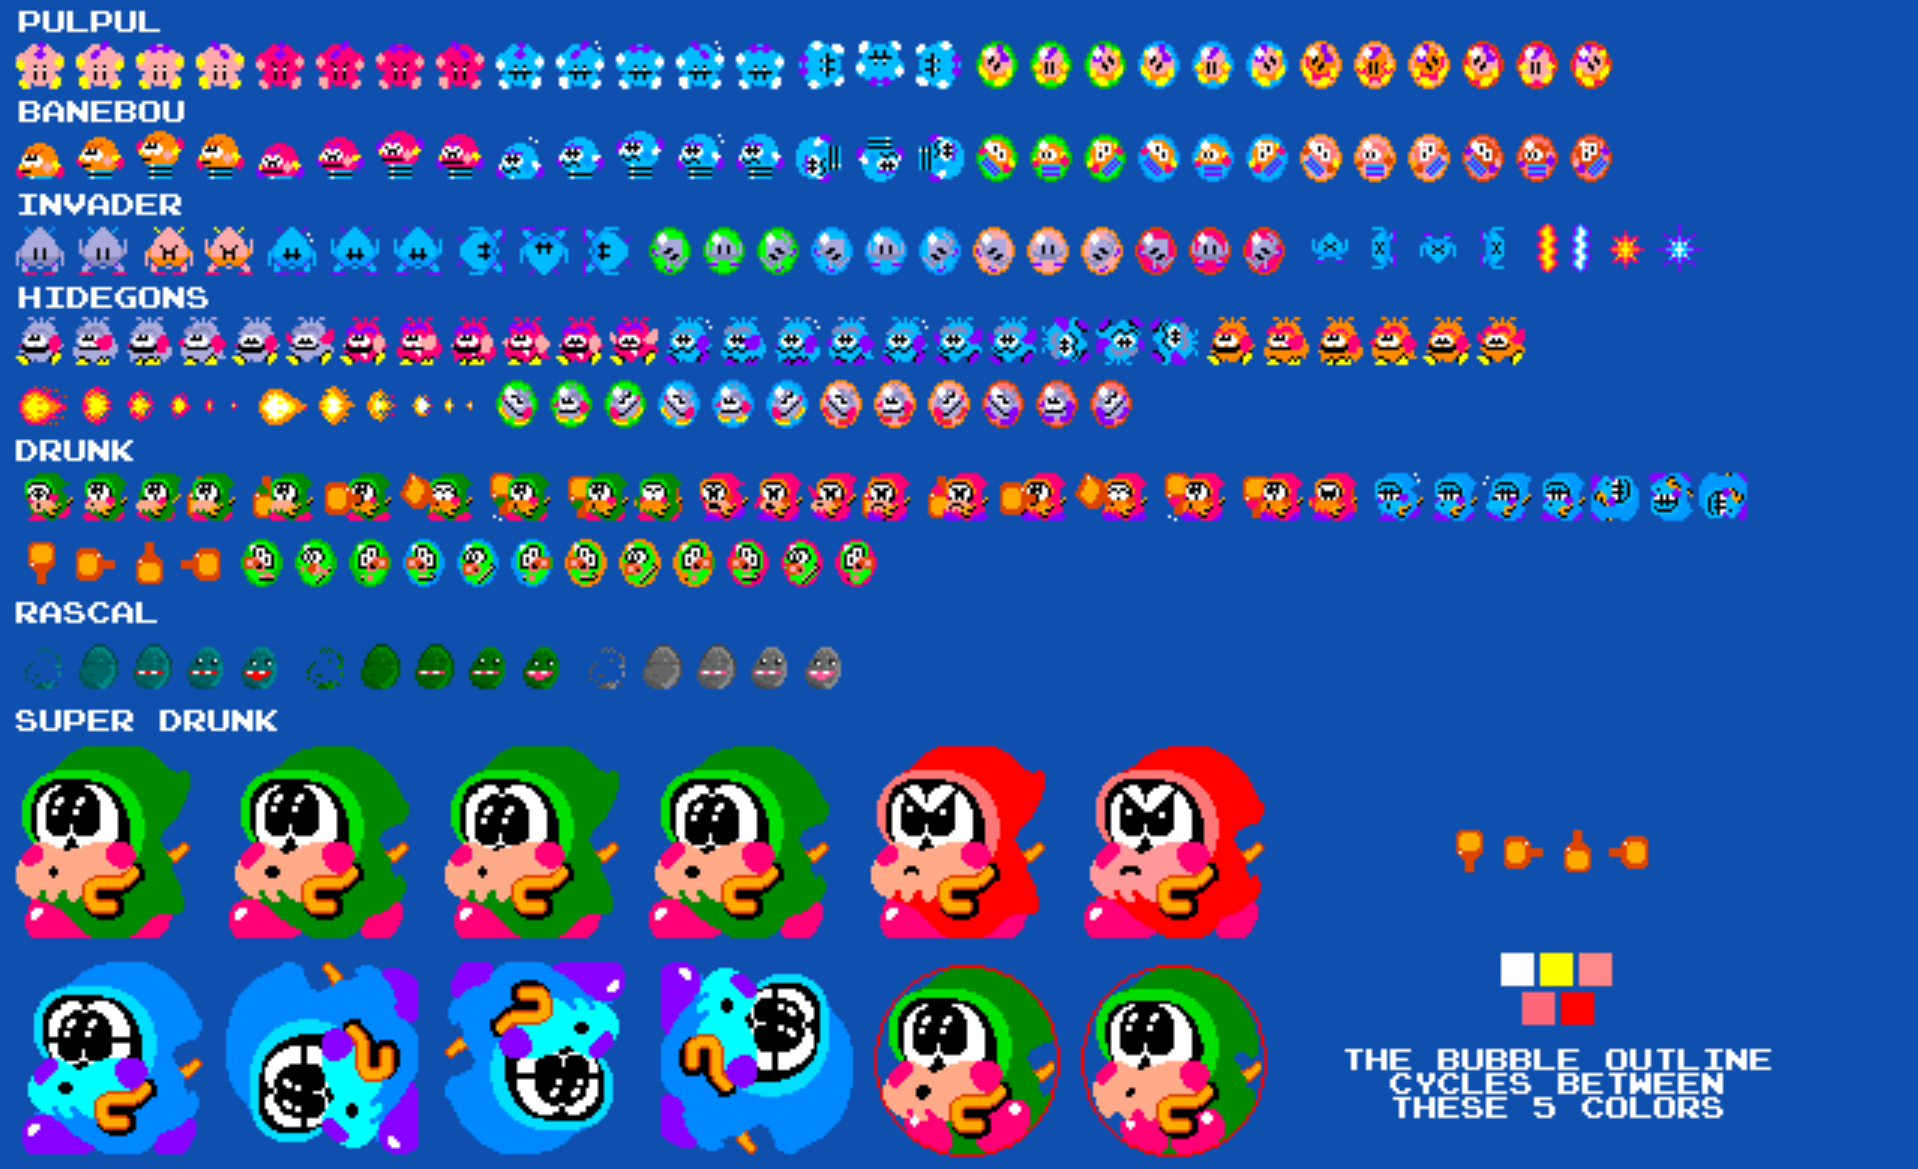 PULPUL
BANEBOU
INVADER
HIDEGONS
DRUNK
RASCAL
SUPER DRUNK
THE BUBBLE OUTLINE
CYCLES BETWEEN
THESE 5 COLORS